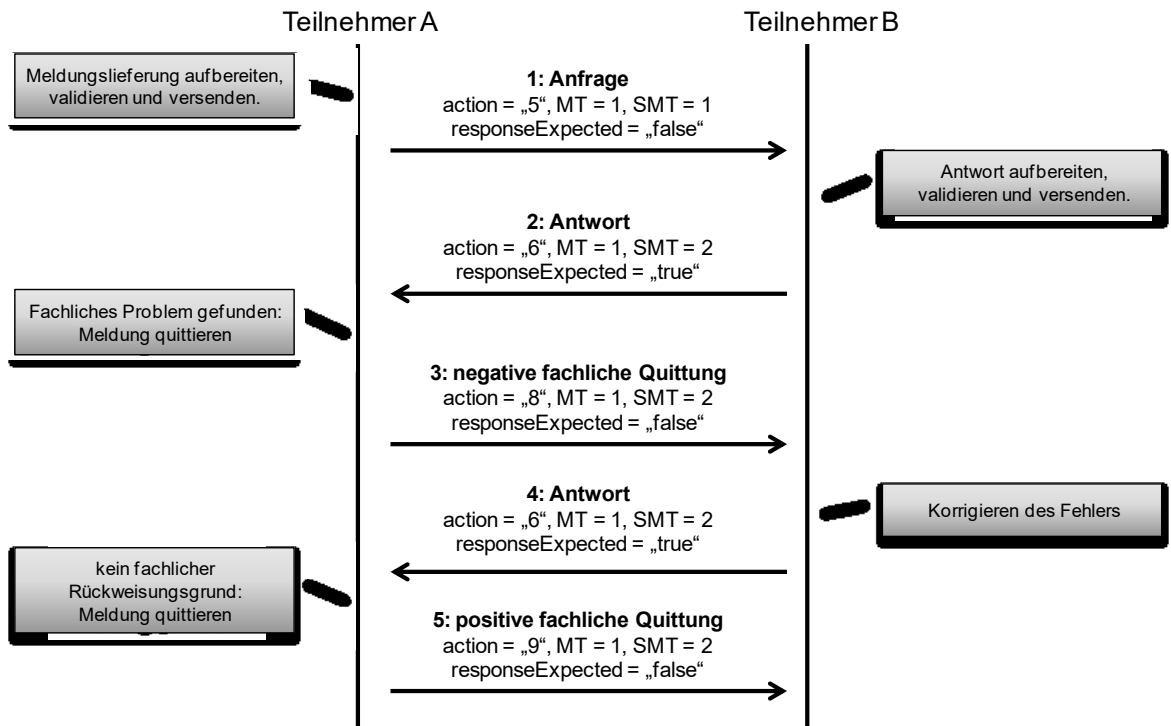 Teilnehmer A
Teilnehmer B
Meldungslieferung aufbereiten,
validieren und versenden.
1: Anfrage
action = „5“, MT = 1, SMT = 1
responseExpected = „false“
Antwort aufbereiten,
validieren und versenden.
2: Antwort
action = „6“, MT = 1, SMT = 2
responseExpected = „true“
Fachliches Problem gefunden:
Meldung quittieren
3: negative fachliche Quittung
action = „8“, MT = 1, SMT = 2
responseExpected = „false“
4: Antwort
action = „6“, MT = 1, SMT = 2
responseExpected = „true“
Korrigieren des Fehlers
kein fachlicher
Rückweisungsgrund:
Meldung quittieren
5: positive fachliche Quittung
action = „9“, MT = 1, SMT = 2
responseExpected = „false“